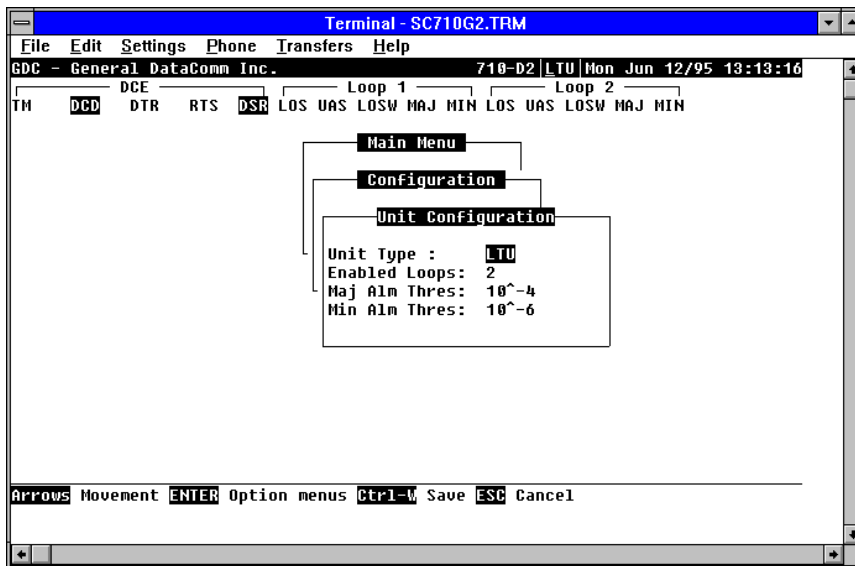 Terminal - SC710G2.TRM
File Edit Settings Phone Transfers Help
GDC - General DataComm Inc. 710-D2|LTU|Mon Jun 12/95 13:13:16
DCE Loop 1 Loop 2
TM DCD DTR RTS DSR LOS UAS LOSW MAJ MIN LOS UAS LOSW MAJ MIN
Main Menu
Configuration
Unit Configuration
Unit Type : LTU
Enabled Loops: 2
Maj Alm Thres: 10^-4
Min Alm Thres: 10^-6
Arrows Movement ENTER Option menus Ctrl-W Save ESC Cancel